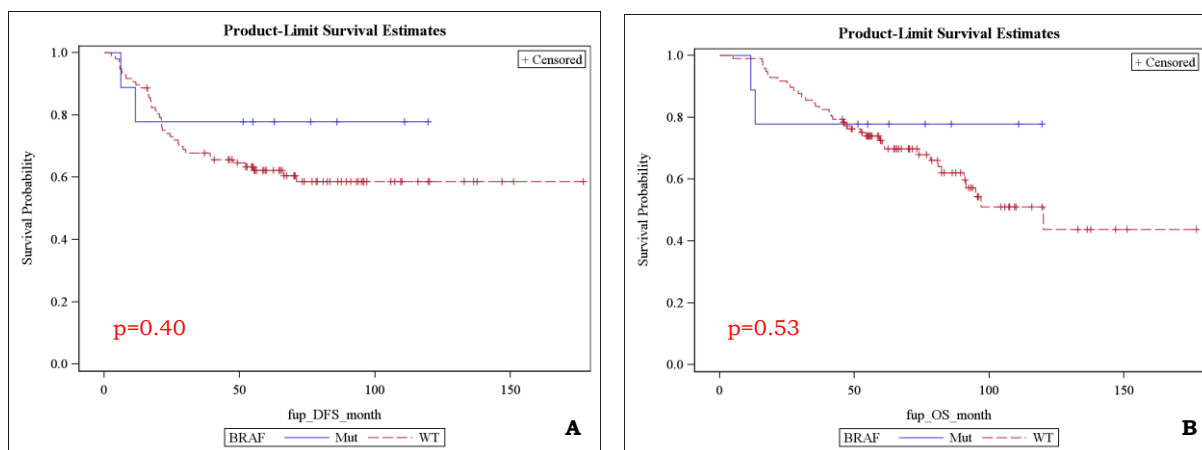 Product-Limit Survival Estimates
+ Censored
1.0
0.8
0.6
0.4
0.2
0.0
Survival Probability
p=0.40
0 50 100 150
fup_DFS_month
BRAF Mut WT
A
Product-Limit Survival Estimates
+ Censored
1.0
0.8
0.6
0.4
0.2
0.0
Survival Probability
p=0.53
0 50 100 150
fup_OS_month
BRAF Mut WT
B